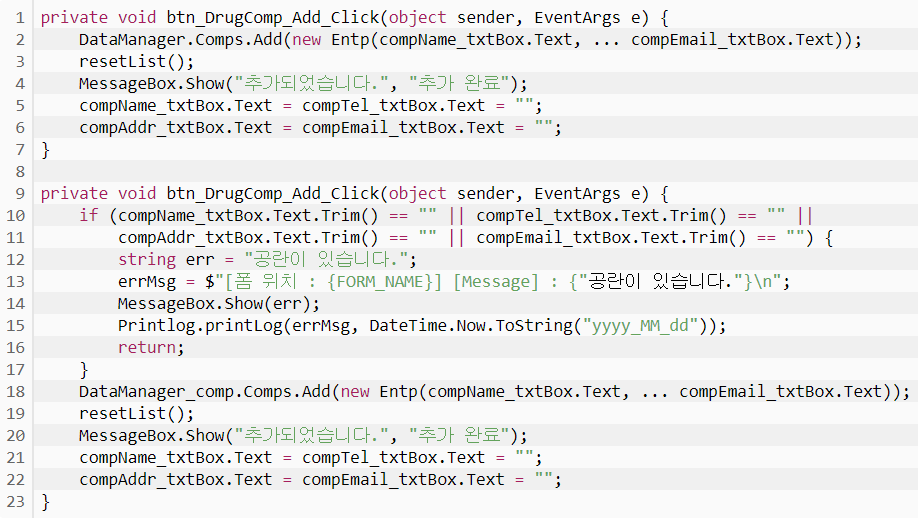 1 private void btn_DrugComp_Add_Click(object sender, EventArgs e) {
2     DataManager.Comps.Add(new Entp(compName_txtBox.Text, ... compEmail_txtBox.Text));
3     resetList();
4     MessageBox.Show("추가되었습니다.", "추가 완료");
5     compName_txtBox.Text = compTel_txtBox.Text = "";
6     compAddr_txtBox.Text = compEmail_txtBox.Text = "";
7 }
8
9 private void btn_DrugComp_Add_Click(object sender, EventArgs e) {
10     if (compName_txtBox.Text.Trim() == "" || compTel_txtBox.Text.Trim() == "" ||
11         compAddr_txtBox.Text.Trim() == "" || compEmail_txtBox.Text.Trim() == "") {
12         string err = "공란이 있습니다.";
13         errMsg = $"[폼 위치 : {FORM_NAME}] [Message] : {"공란이 있습니다."}\n";
14         MessageBox.Show(err);
15         Printlog.printLog(errMsg, DateTime.Now.ToString("yyyy_MM_dd"));
16         return;
17     }
18     DataManager_comp.Comps.Add(new Entp(compName_txtBox.Text, ... compEmail_txtBox.Text));
19     resetList();
20     MessageBox.Show("추가되었습니다.", "추가 완료");
21     compName_txtBox.Text = compTel_txtBox.Text = "";
22     compAddr_txtBox.Text = compEmail_txtBox.Text = "";
23 }